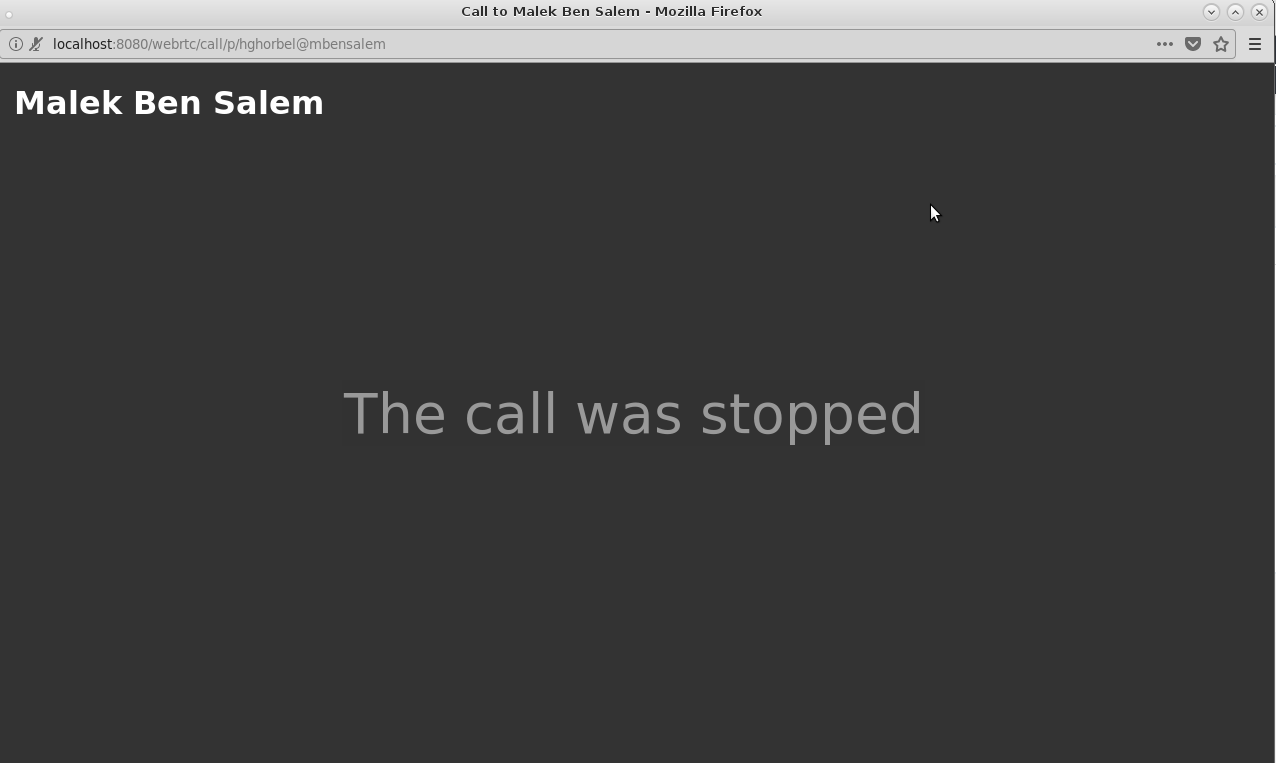 Call to Malek Ben Salem - Mozilla Firefox
localhost:8080/webrtc/call/p/hghorbel@mbensalem
Malek Ben Salem
The call was stopped